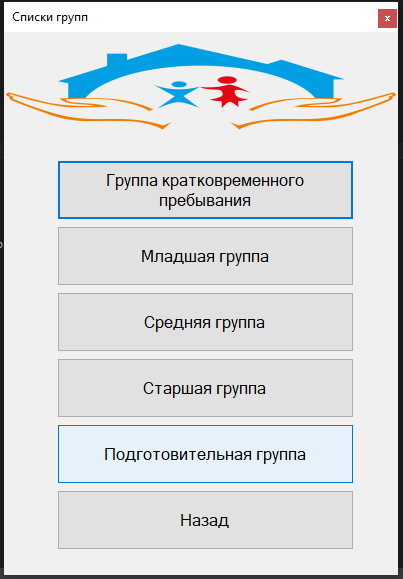 Списки групп
x
Группа кратковременного
пребывания
Младшая группа
Средняя группа
Старшая группа
Подготовительная группа
Назад